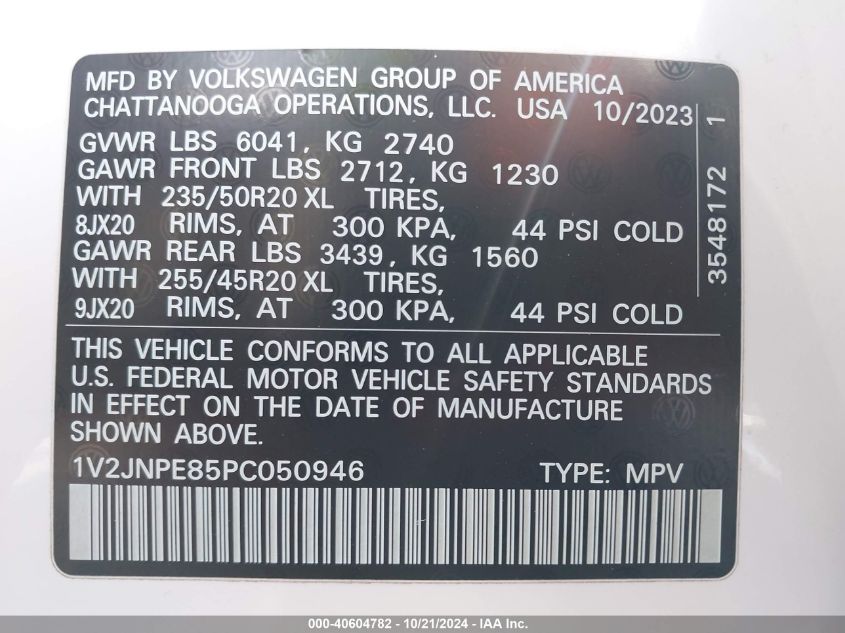 MFD BY VOLKSWAGEN GROUP OF AMERICA
CHATTANOOGA OPERATIONS, LLC. USA 10/2023
GVWR LBS 6041, KG 2740
GAWR FRONT LBS 2712, KG 1230
WITH 235/50R20 XL TIRES,
8JX20 RIMS, AT 300 KPA, 44 PSI COLD
GAWR REAR LBS 3439, KG 1560
WITH 255/45R20 XL TIRES,
9JX20 RIMS, AT 300 KPA, 44 PSI COLD
3548172 1
THIS VEHICLE CONFORMS TO ALL APPLICABLE
U.S. FEDERAL MOTOR VEHICLE SAFETY STANDARDS
IN EFFECT ON THE DATE OF MANUFACTURE
SHOWN ABOVE.
1V2JNPE85PC050946 TYPE: MPV
000-40604782 - 10/21/2024 - IAA Inc.